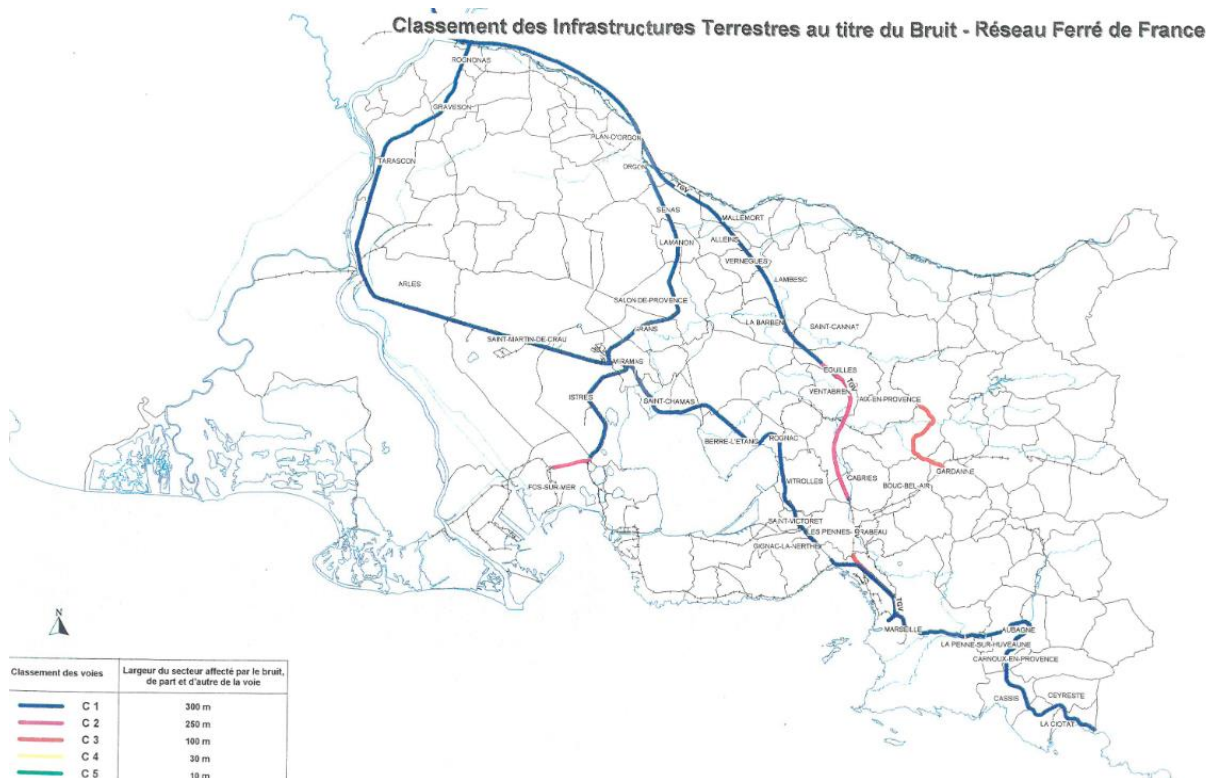 Classement des Infrastructures Terrestres au titre du Bruit - Réseau Ferré de France
ROGNONAS
GRAVESON
PLAN-D'ORGON
TARASCON
ORGON
TGV
SENAS
MALLEMORT
LAMANON
ALLEINS
VERNEGUES
LAMBESC
ARLES
SALON-DE-PROVENCE
LA BARBEN
SAINT-CANNAT
GRANS
SAINT-MARTIN-DE-CRAU
MIRAMAS
EGUILLES
TGV
VENTABREN
ISTRES
SAINT-CHAMAS
AIX-EN-PROVENCE
BERRE-L'ETANG
ROGNAC
GARDANNE
FOS-SUR-MER
VITROLLES
CABRIES
BOUC-BEL-AIR
SAINT-VICTORET
LES PENNES-MIRABEAU
GIGNAC-LA-NERTHE
TGV
N
MARSEILLE
AUBAGNE
LA PENNE-SUR-HUVEAUNE
CARNOUX-EN-PROVENCE
CASSIS
CEYRESTE
LA CIOTAT
Classement des voies
Largeur du secteur affecté par le bruit,
de part et d'autre de la voie
C 1 300 m
C 2 250 m
C 3 100 m
C 4 30 m
C 5 10 m